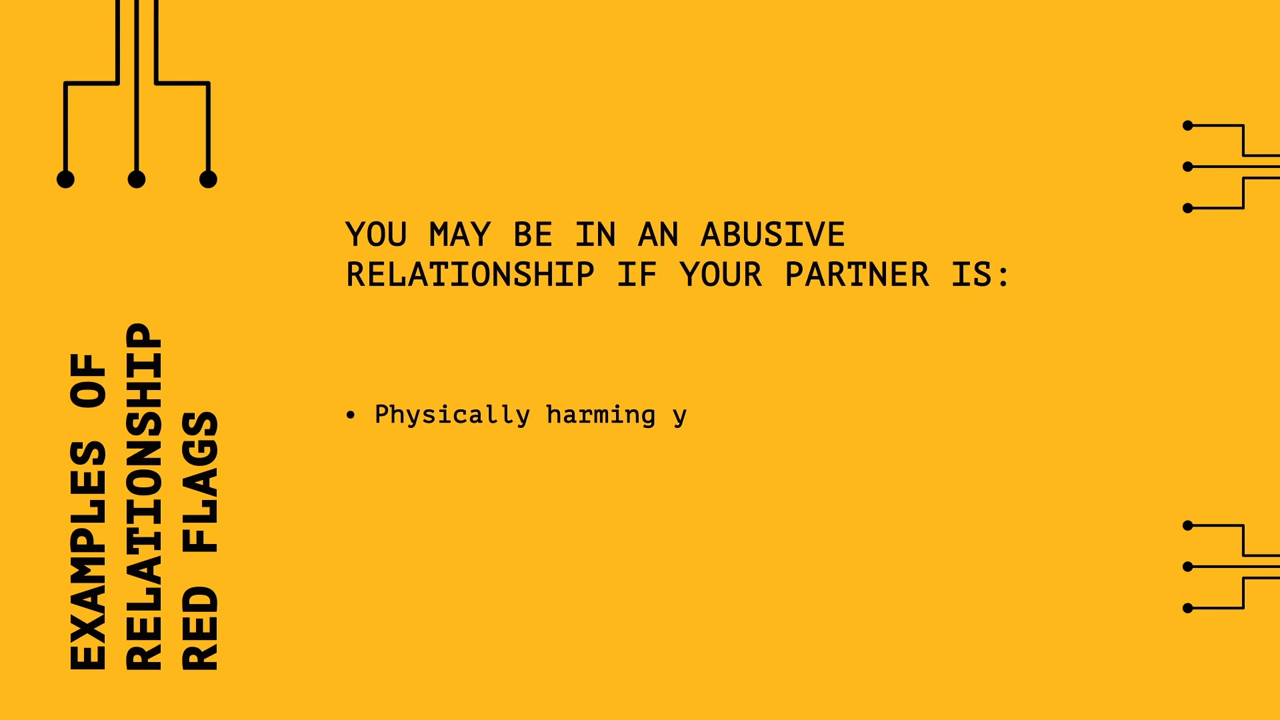 EXAMPLES OF
RELATIONSHIP
RED FLAGS
YOU MAY BE IN AN ABUSIVE
RELATIONSHIP IF YOUR PARTNER IS:
• Physically harming y